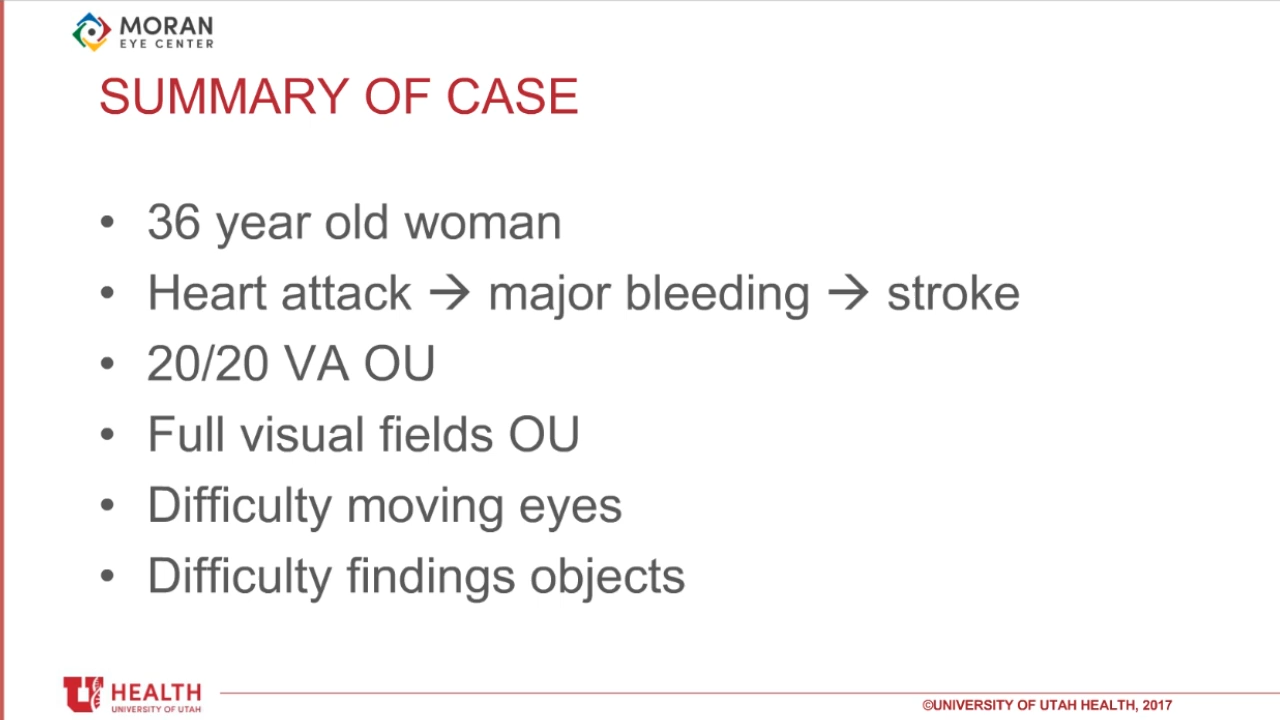 MORAN
EYE CENTER
SUMMARY OF CASE
• 36 year old woman
• Heart attack → major bleeding → stroke
• 20/20 VA OU
• Full visual fields OU
• Difficulty moving eyes
• Difficulty findings objects
U HEALTH
UNIVERSITY OF UTAH
©UNIVERSITY OF UTAH HEALTH, 2017